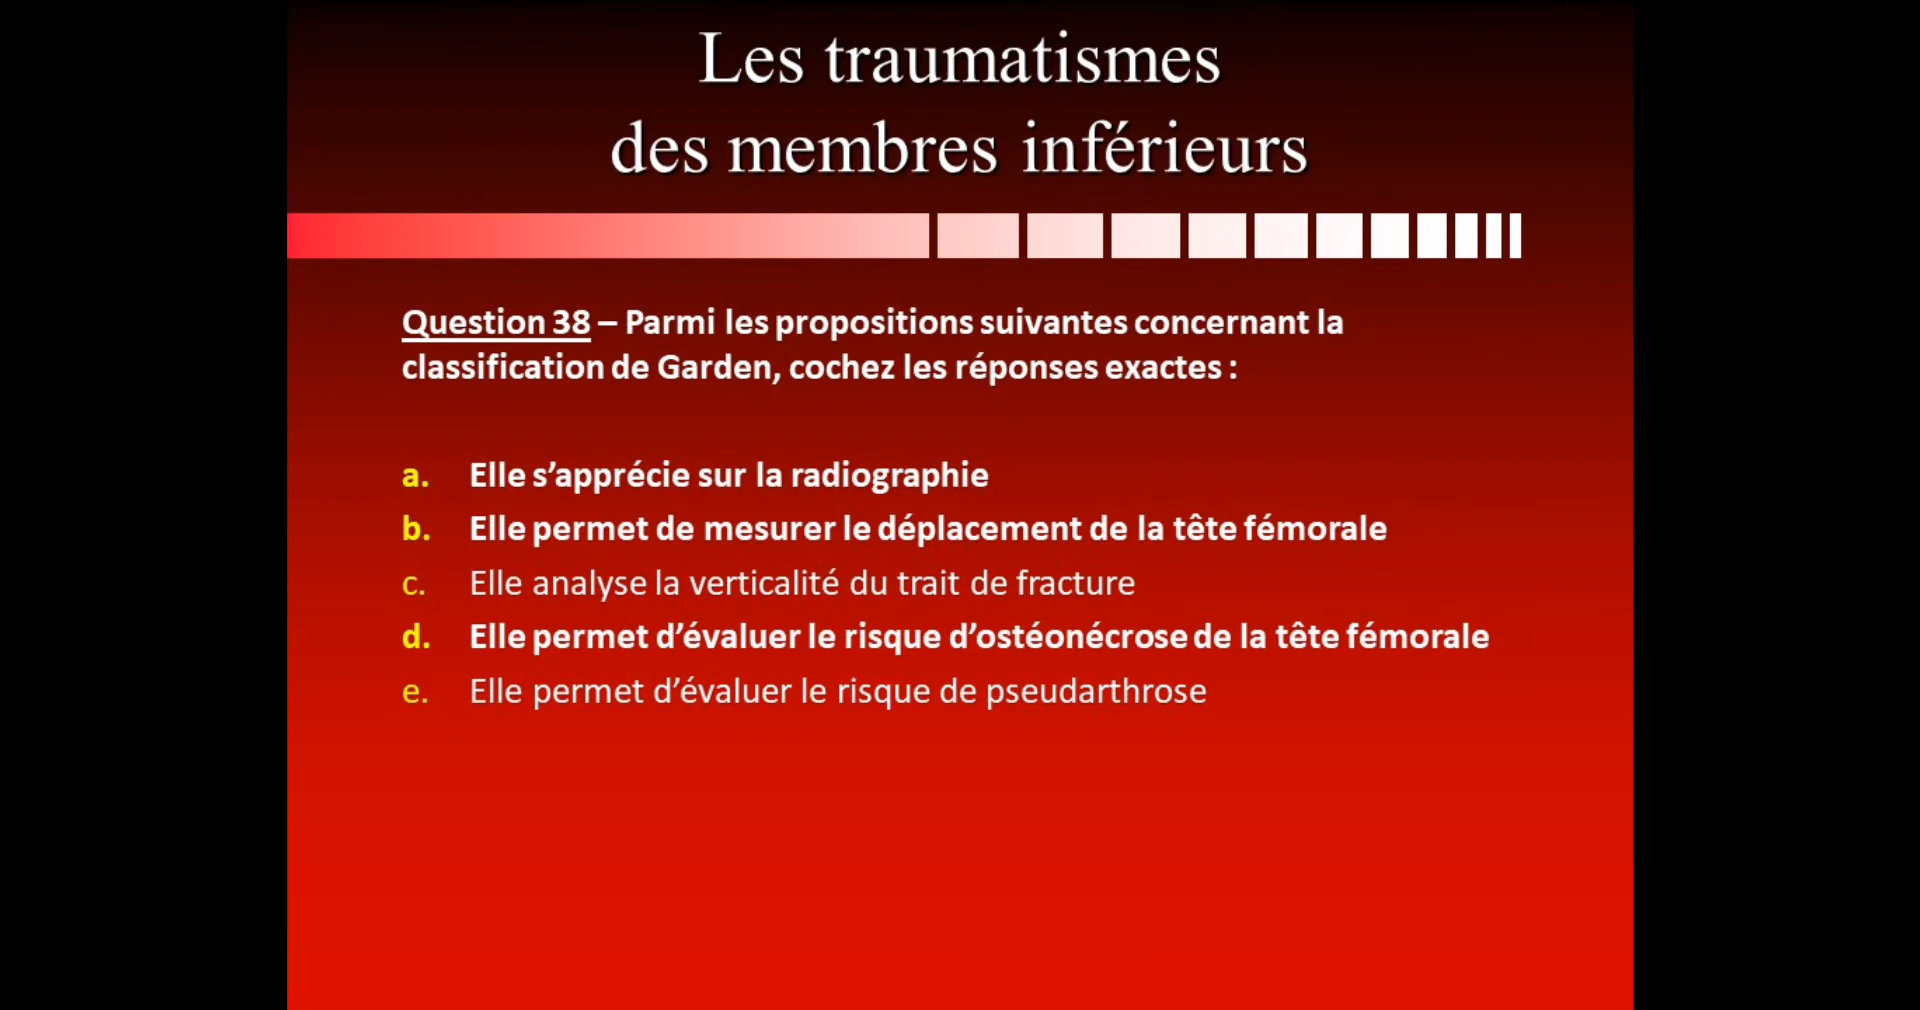 Les traumatismes
des membres inférieurs
Question 38 – Parmi les propositions suivantes concernant la
classification de Garden, cochez les réponses exactes :
a. Elle s’apprécie sur la radiographie
b. Elle permet de mesurer le déplacement de la tête fémorale
c. Elle analyse la verticalité du trait de fracture
d. Elle permet d’évaluer le risque d’ostéonécrose de la tête fémorale
e. Elle permet d’évaluer le risque de pseudarthrose